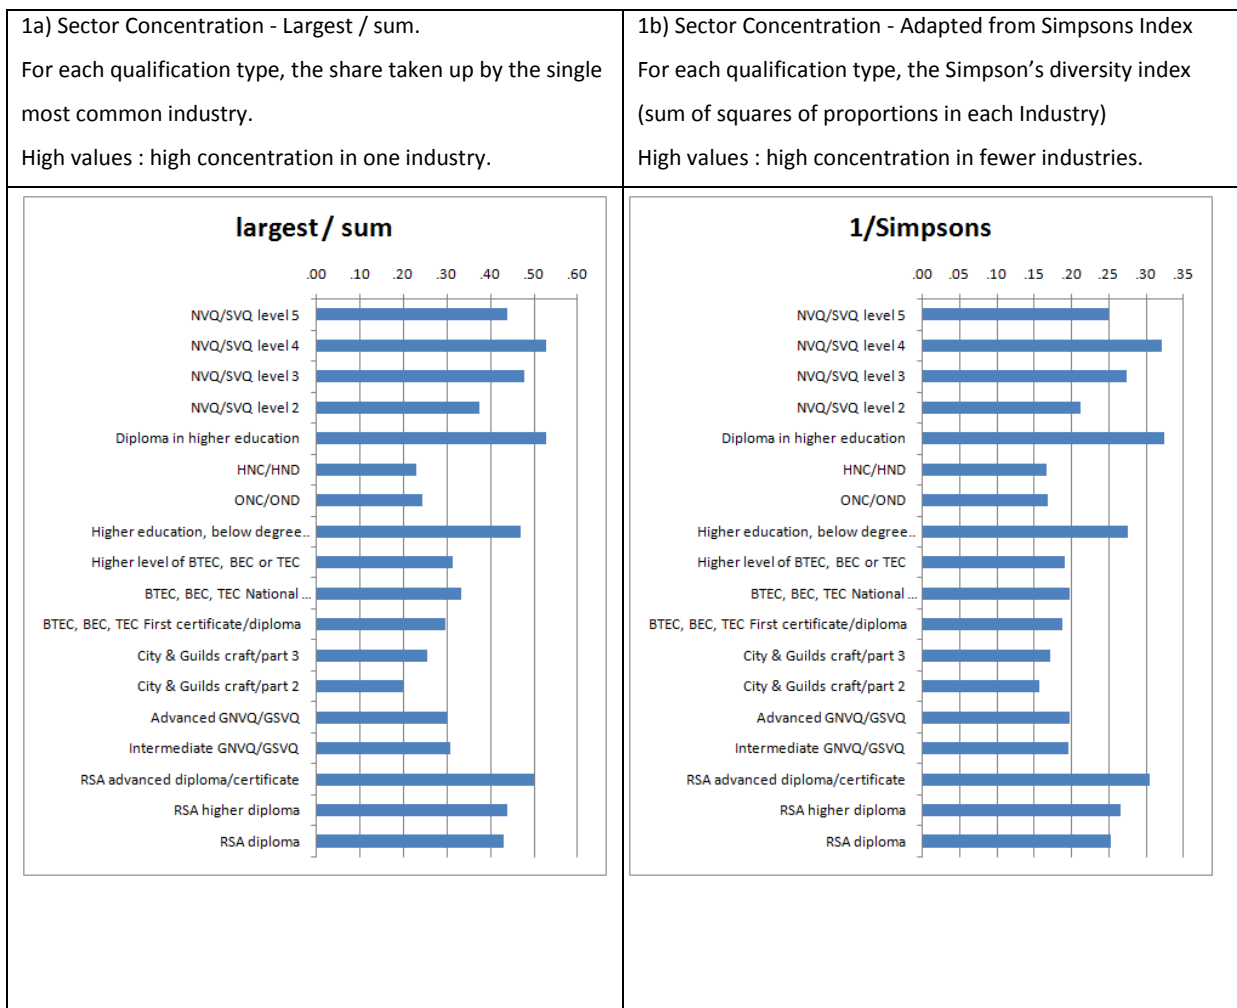 1a) Sector Concentration - Largest / sum.
For each qualification type, the share taken up by the single
most common industry.
High values : high concentration in one industry.
1b) Sector Concentration - Adapted from Simpsons Index
For each qualification type, the Simpson’s diversity index
(sum of squares of proportions in each Industry)
High values : high concentration in fewer industries.
largest / sum
.00 .10 .20 .30 .40 .50 .60
NVQ/SVQ level 5
NVQ/SVQ level 4
NVQ/SVQ level 3
NVQ/SVQ level 2
Diploma in higher education
HNC/HND
ONC/OND
Higher education, below degree..
Higher level of BTEC, BEC or TEC
BTEC, BEC, TEC National ...
BTEC, BEC, TEC First certificate/diploma
City & Guilds craft/part 3
City & Guilds craft/part 2
Advanced GNVQ/GSVQ
Intermediate GNVQ/GSVQ
RSA advanced diploma/certificate
RSA higher diploma
RSA diploma
1/Simpsons
.00 .05 .10 .15 .20 .25 .30 .35
NVQ/SVQ level 5
NVQ/SVQ level 4
NVQ/SVQ level 3
NVQ/SVQ level 2
Diploma in higher education
HNC/HND
ONC/OND
Higher education, below degree..
Higher level of BTEC, BEC or TEC
BTEC, BEC, TEC National ...
BTEC, BEC, TEC First certificate/diploma
City & Guilds craft/part 3
City & Guilds craft/part 2
Advanced GNVQ/GSVQ
Intermediate GNVQ/GSVQ
RSA advanced diploma/certificate
RSA higher diploma
RSA diploma